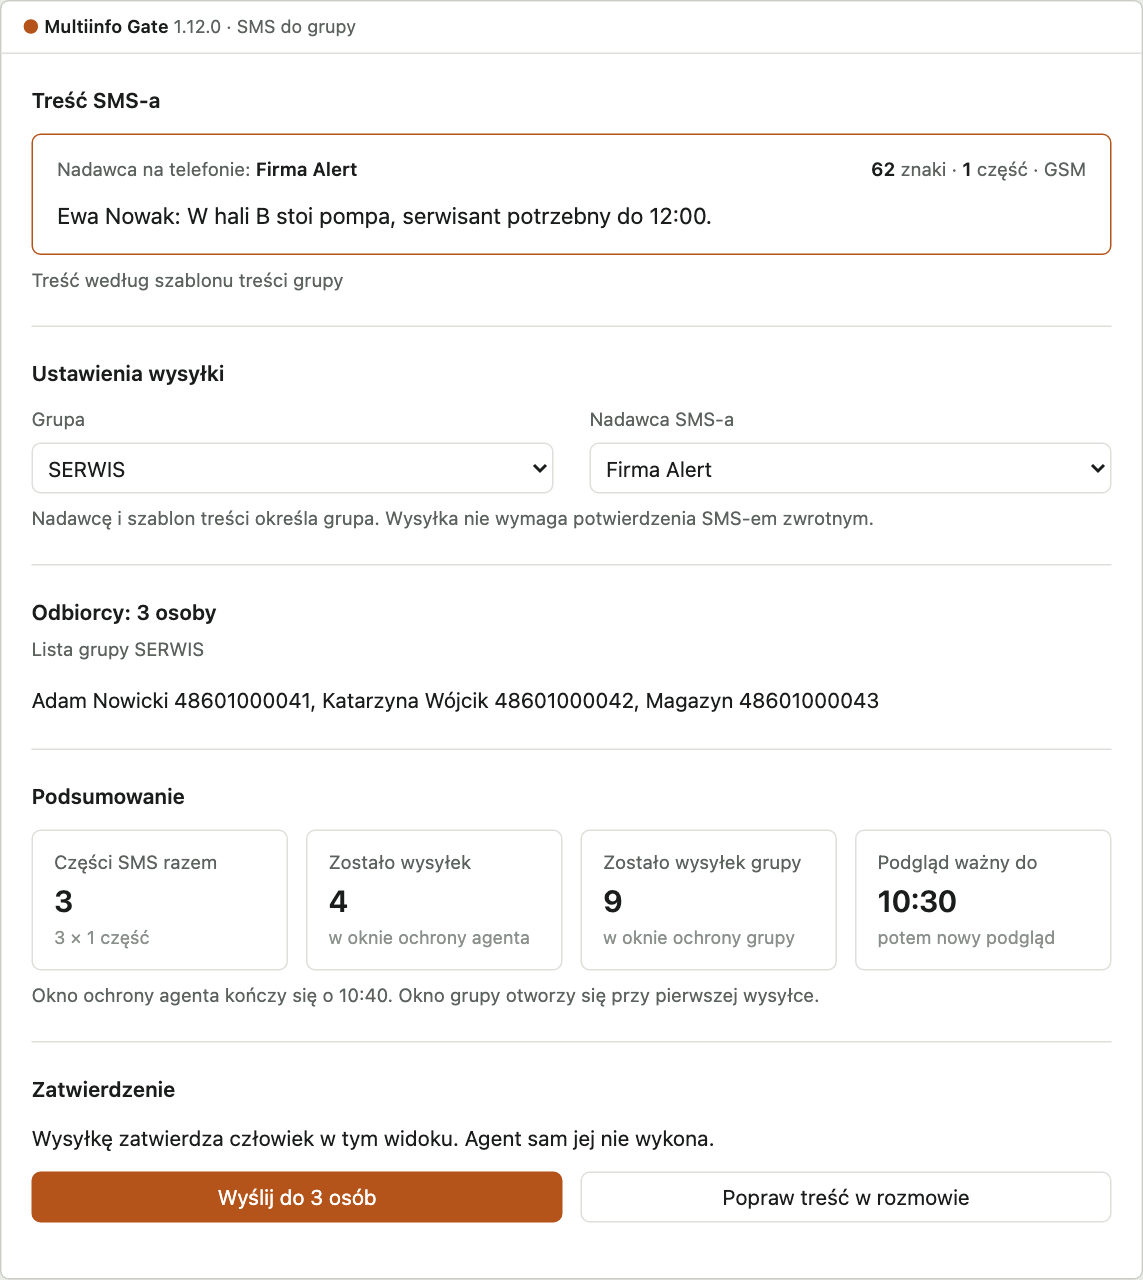 Multiinfo Gate 1.12.0 · SMS do grupy
Treść SMS-a
Nadawca na telefonie: Firma Alert
62 znaki · 1 część · GSM
Ewa Nowak: W hali B stoi pompa, serwisant potrzebny do 12:00.
Treść według szablonu treści grupy
Ustawienia wysyłki
Grupa
SERWIS
Nadawca SMS-a
Firma Alert
Nadawcę i szablon treści określa grupa. Wysyłka nie wymaga potwierdzenia SMS-em zwrotnym.
Odbiorcy: 3 osoby
Lista grupy SERWIS
Adam Nowicki 48601000041, Katarzyna Wójcik 48601000042, Magazyn 48601000043
Podsumowanie
Części SMS razem
3
3 × 1 część
Zostało wysyłek
4
w oknie ochrony agenta
Zostało wysyłek grupy
9
w oknie ochrony grupy
Podgląd ważny do
10:30
potem nowy podgląd
Okno ochrony agenta kończy się o 10:40. Okno grupy otworzy się przy pierwszej wysyłce.
Zatwierdzenie
Wysyłkę zatwierdza człowiek w tym widoku. Agent sam jej nie wykona.
Wyślij do 3 osób
Popraw treść w rozmowie